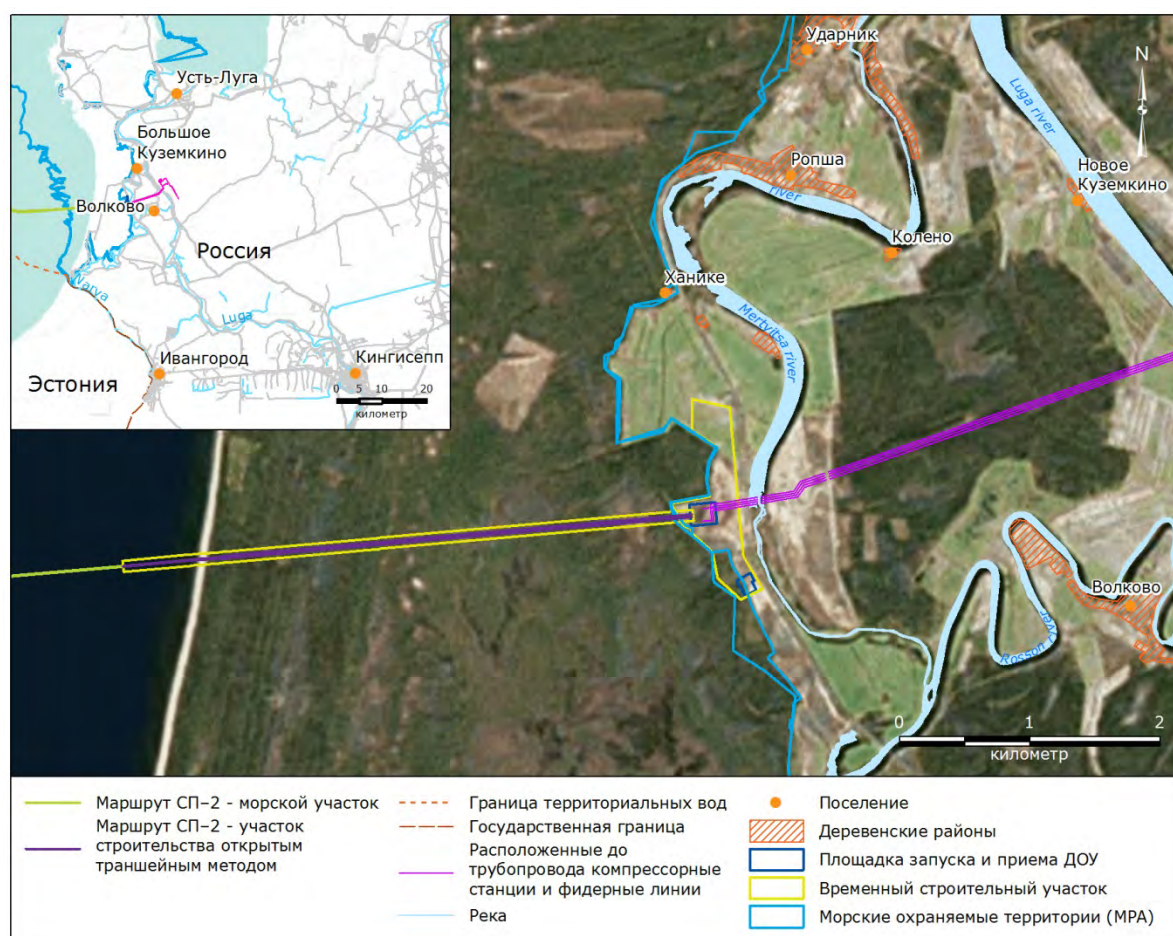 Усть-Луга
Большое
Куземкино
Волково
Россия
Narva
Luga
Ивангород
Кингисепп
Эстония
0 5 10 20
километр
Ударник
N
Luga river
Ропша
river
Новое
Куземкино
Колено
Ханике
Mertvitsa river
Волково
Rosson river
0 1 2
километр
Маршрут СП-2 - морской участок
Маршрут СП-2 - участок
строительства открытым
траншейным методом
Граница территориальных вод
Государственная граница
Расположенные до
трубопровода компрессорные
станции и фидерные линии
Река
Поселение
Деревенские районы
Площадка запуска и приема ДОУ
Временный строительный участок
Морские охраняемые территории (MPA)